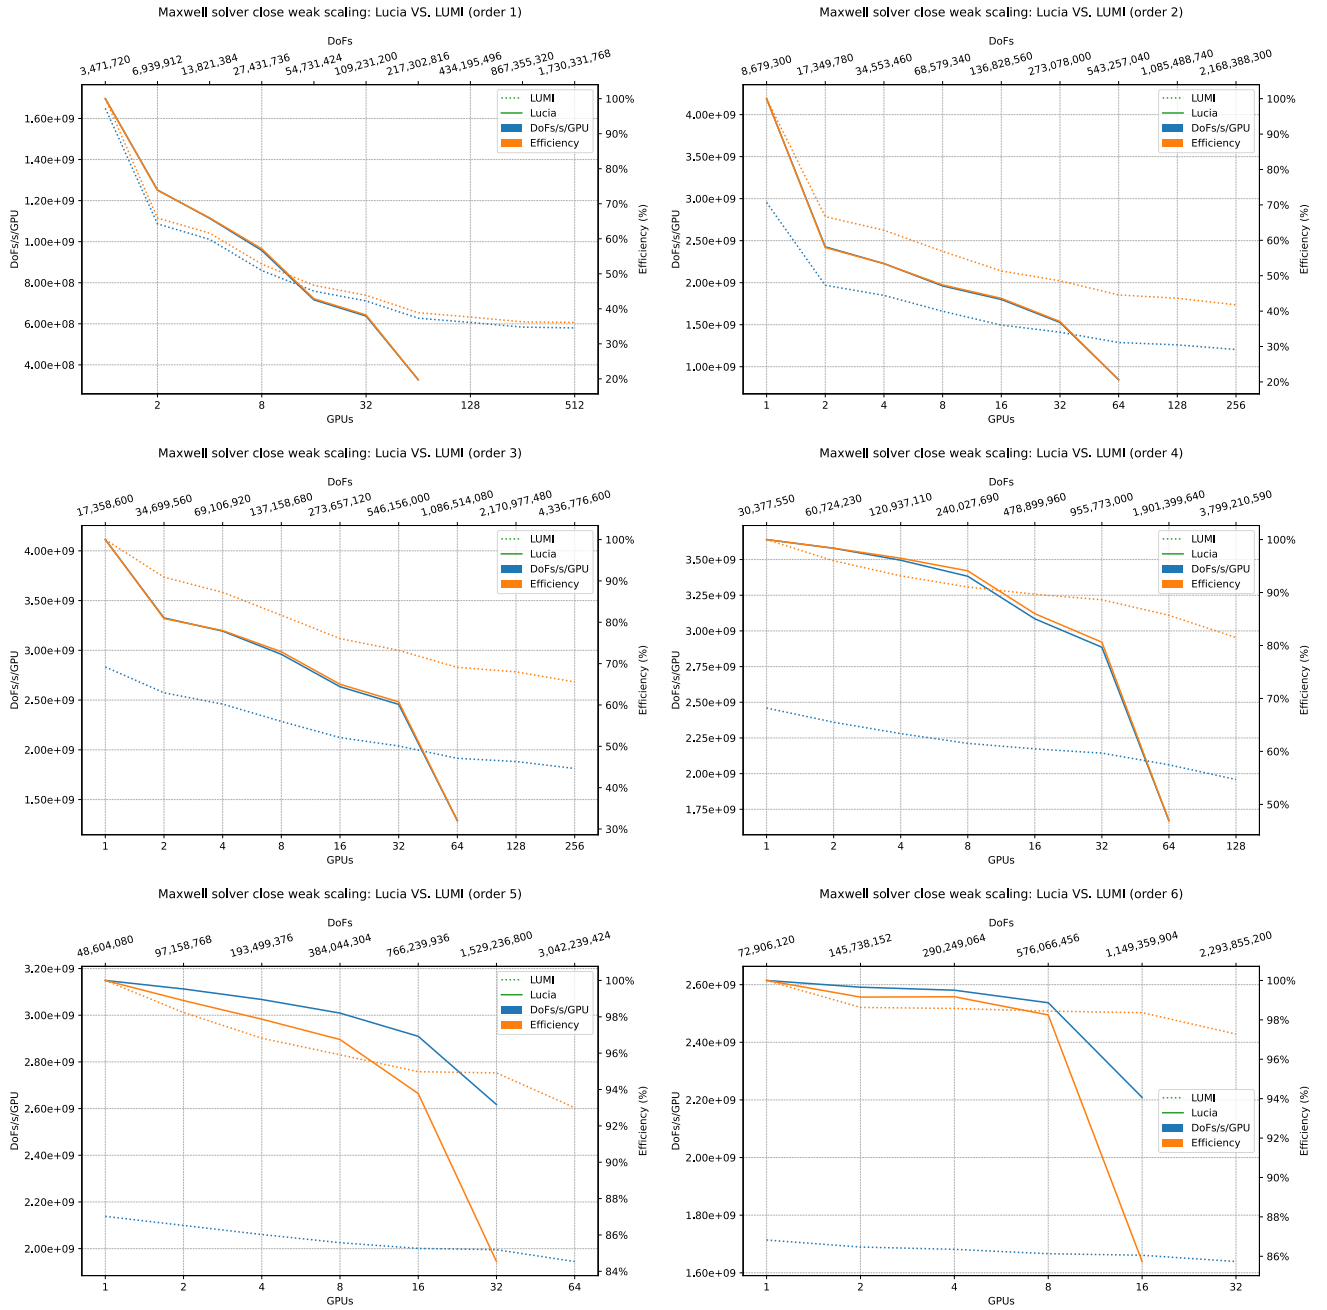 Maxwell solver close weak scaling: Lucia VS. LUMI (order 1)
DoFs
3,471,720 6,939,912 13,821,384 27,431,736 54,731,424 109,231,200 217,302,816 434,195,496 867,355,320 1,730,331,768
1.60e+09
1.40e+09
1.20e+09
1.00e+09
8.00e+08
6.00e+08
4.00e+08
DoFs/s/GPU
100%
90%
80%
70%
60%
50%
40%
30%
20%
Efficiency (%)
LUMI
Lucia
DoFs/s/GPU
Efficiency
2 8 32 128 512
GPUs
Maxwell solver close weak scaling: Lucia VS. LUMI (order 2)
DoFs
8,679,300 17,349,780 34,553,460 68,579,340 136,828,560 273,078,000 543,257,040 1,085,488,740 2,168,388,300
4.00e+09
3.50e+09
3.00e+09
2.50e+09
2.00e+09
1.50e+09
1.00e+09
DoFs/s/GPU
100%
90%
80%
70%
60%
50%
40%
30%
20%
Efficiency (%)
LUMI
Lucia
DoFs/s/GPU
Efficiency
1 2 4 8 16 32 64 128 256
GPUs
Maxwell solver close weak scaling: Lucia VS. LUMI (order 3)
DoFs
17,358,600 34,699,560 69,106,920 137,158,680 273,657,120 546,156,000 1,086,514,080 2,170,977,480 4,336,776,600
4.00e+09
3.50e+09
3.00e+09
2.50e+09
2.00e+09
1.50e+09
DoFs/s/GPU
100%
90%
80%
70%
60%
50%
40%
30%
Efficiency (%)
LUMI
Lucia
DoFs/s/GPU
Efficiency
1 2 4 8 16 32 64 128 256
GPUs
Maxwell solver close weak scaling: Lucia VS. LUMI (order 4)
DoFs
30,377,550 60,724,230 120,937,110 240,027,690 478,899,960 955,773,000 1,901,399,640 3,799,210,590
3.50e+09
3.25e+09
3.00e+09
2.75e+09
2.50e+09
2.25e+09
2.00e+09
1.75e+09
DoFs/s/GPU
100%
90%
80%
70%
60%
50%
Efficiency (%)
LUMI
Lucia
DoFs/s/GPU
Efficiency
1 2 4 8 16 32 64 128
GPUs
Maxwell solver close weak scaling: Lucia VS. LUMI (order 5)
DoFs
48,604,080 97,158,768 193,499,376 384,044,304 766,239,936 1,529,236,800 3,042,239,424
3.20e+09
3.00e+09
2.80e+09
2.60e+09
2.40e+09
2.20e+09
2.00e+09
DoFs/s/GPU
100%
98%
96%
94%
92%
90%
88%
86%
84%
Efficiency (%)
LUMI
Lucia
DoFs/s/GPU
Efficiency
1 2 4 8 16 32 64
GPUs
Maxwell solver close weak scaling: Lucia VS. LUMI (order 6)
DoFs
72,906,120 145,738,152 290,249,064 576,066,456 1,149,359,904 2,293,855,200
2.60e+09
2.40e+09
2.20e+09
2.00e+09
1.80e+09
1.60e+09
DoFs/s/GPU
100%
98%
96%
94%
92%
90%
88%
86%
Efficiency (%)
LUMI
Lucia
DoFs/s/GPU
Efficiency
1 2 4 8 16 32
GPUs